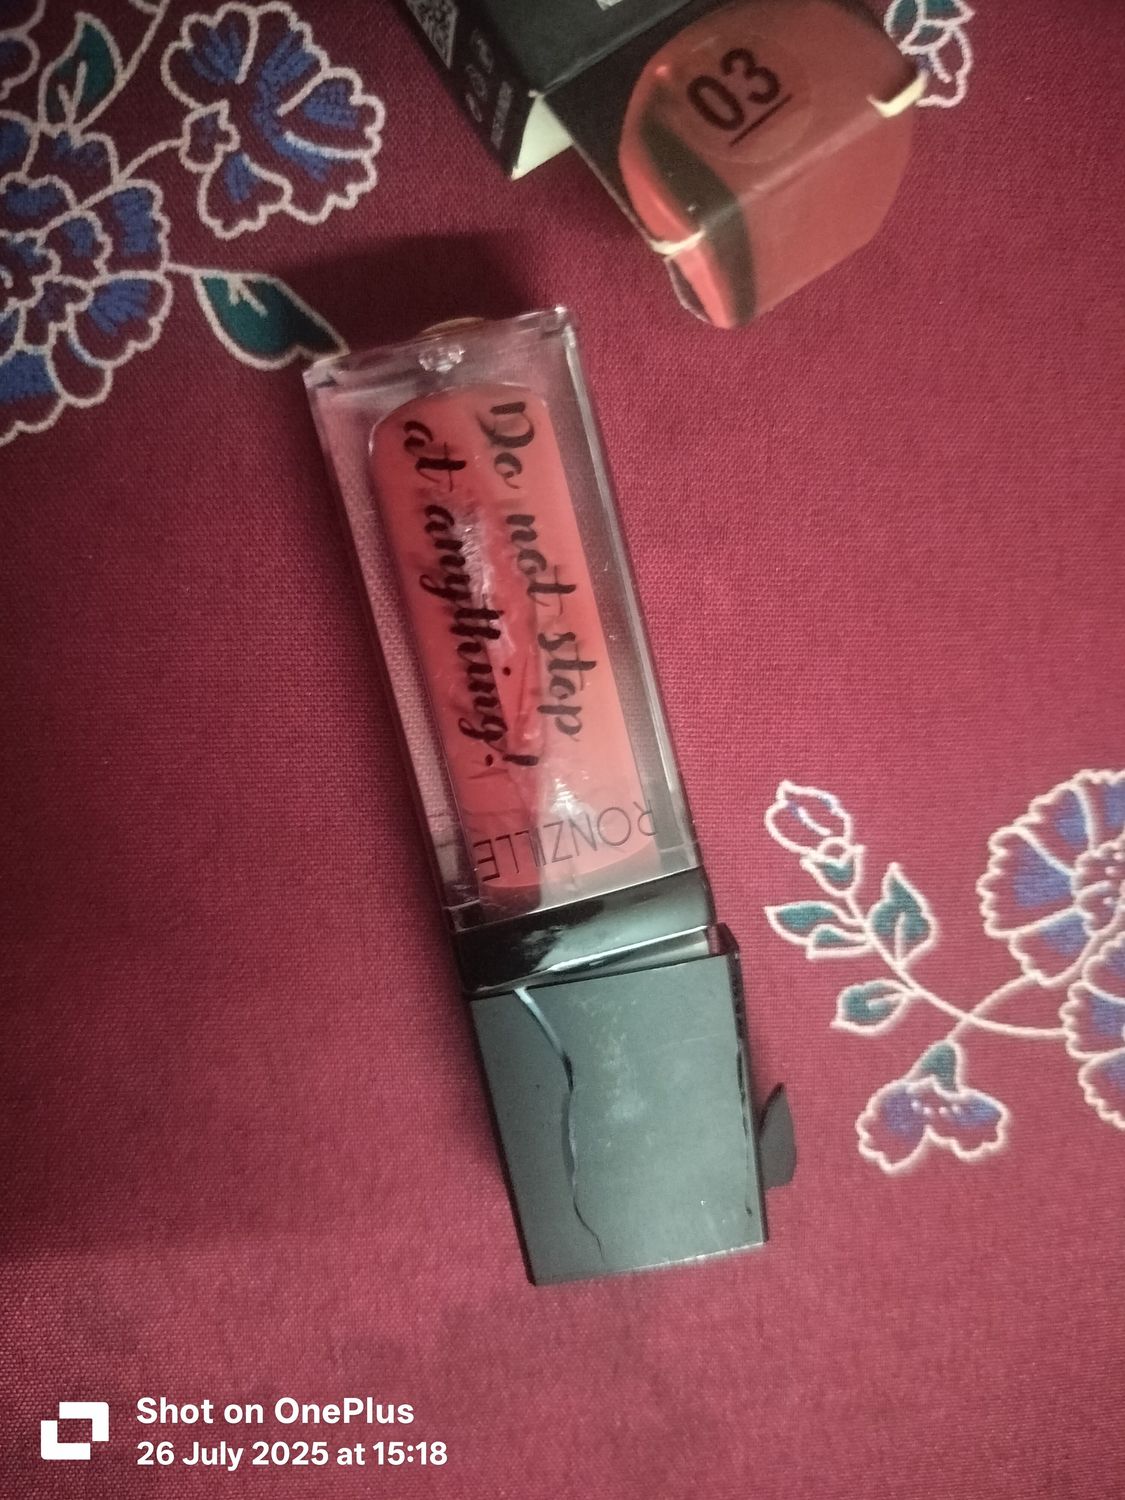 03
Do not stop
at anything!
RONZILLE
Shot on OnePlus
26 July 2025 at 15:18